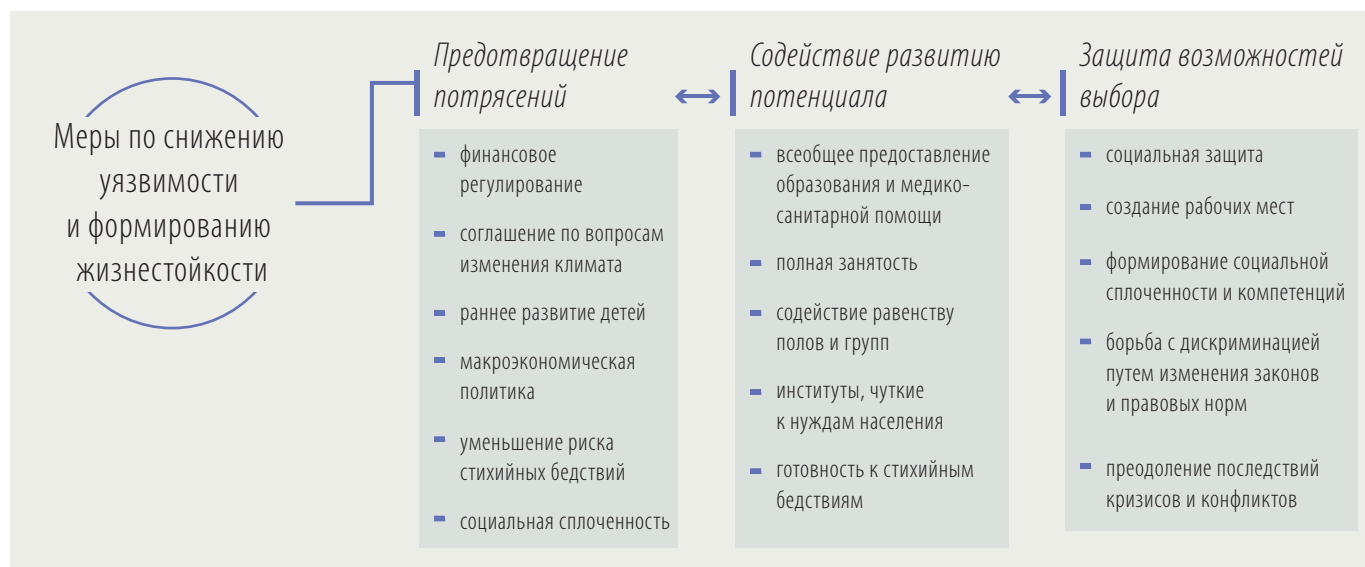 Меры по снижению
уязвимости
и формированию
жизнестойкости
Предотвращение
потрясений
финансовое
регулирование
соглашение по вопросам
изменения климата
раннее развитие детей
макроэкономическая
политика
уменьшение риска
стихийных бедствий
социальная сплоченность
Содействие развитию
потенциала
всеобщее предоставление
образования и медико-
санитарной помощи
полная занятость
содействие равенству
полов и групп
институты, чуткие
к нуждам населения
готовность к стихийным
бедствиям
Защита возможностей
выбора
социальная защита
создание рабочих мест
формирование социальной
сплоченности и компетенций
борьба с дискриминацией
путем изменения законов
и правовых норм
преодоление последствий
кризисов и конфликтов